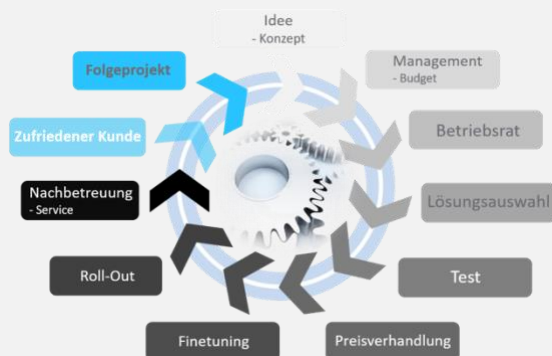 Idee
- Konzept
Management
- Budget
Betriebsrat
Lösungsauswahl
Test
Preisverhandlung
Finetuning
Roll-Out
Nachbetreuung
- Service
Zufriedener Kunde
Folgeprojekt